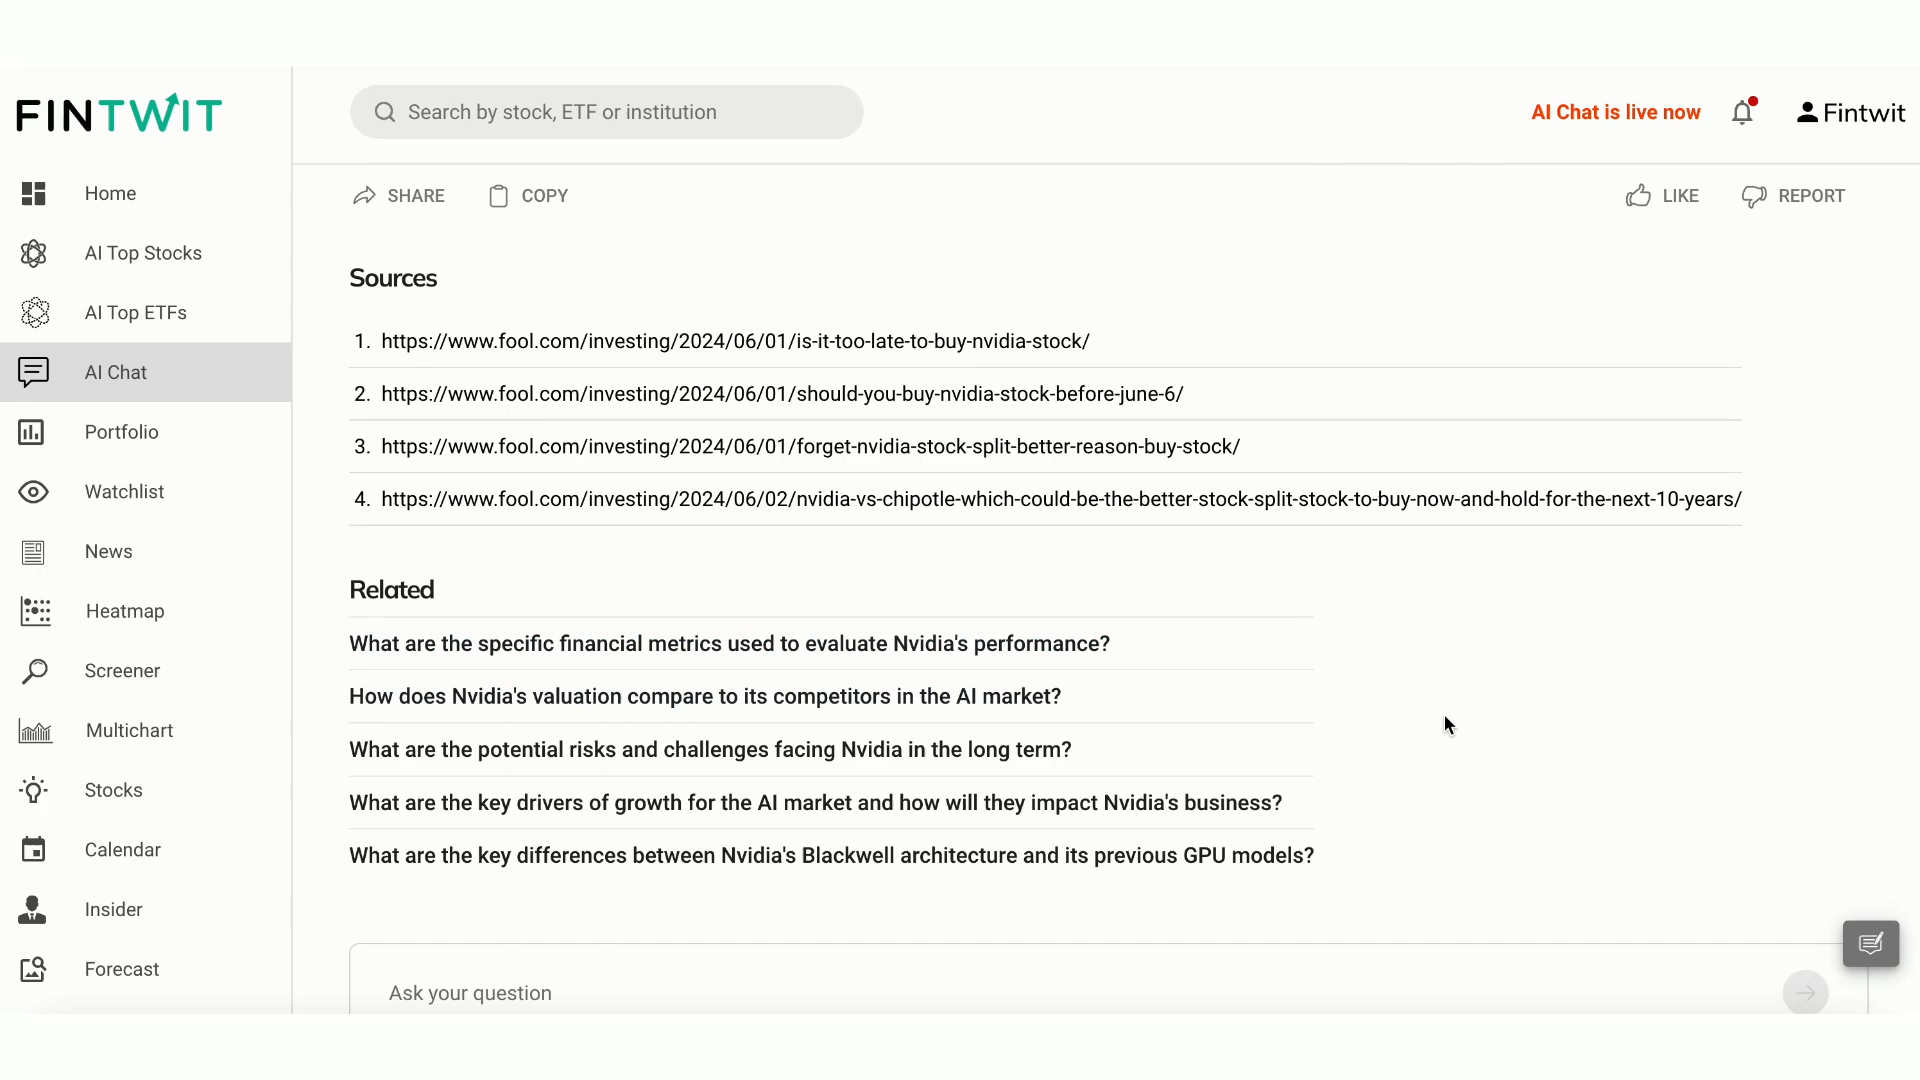 FINTWIT
Search by stock, ETF or institution
AI Chat is live now
Fintwit
Home
AI Top Stocks
AI Top ETFs
AI Chat
Portfolio
Watchlist
News
Heatmap
Screener
Multichart
Stocks
Calendar
Insider
Forecast
SHARE
COPY
LIKE
REPORT
Sources
1. https://www.fool.com/investing/2024/06/01/is-it-too-late-to-buy-nvidia-stock/
2. https://www.fool.com/investing/2024/06/01/should-you-buy-nvidia-stock-before-june-6/
3. https://www.fool.com/investing/2024/06/01/forget-nvidia-stock-split-better-reason-buy-stock/
4. https://www.fool.com/investing/2024/06/02/nvidia-vs-chipotle-which-could-be-the-better-stock-split-stock-to-buy-now-and-hold-for-the-next-10-years/
Related
What are the specific financial metrics used to evaluate Nvidia's performance?
How does Nvidia's valuation compare to its competitors in the AI market?
What are the potential risks and challenges facing Nvidia in the long term?
What are the key drivers of growth for the AI market and how will they impact Nvidia's business?
What are the key differences between Nvidia's Blackwell architecture and its previous GPU models?
Ask your question